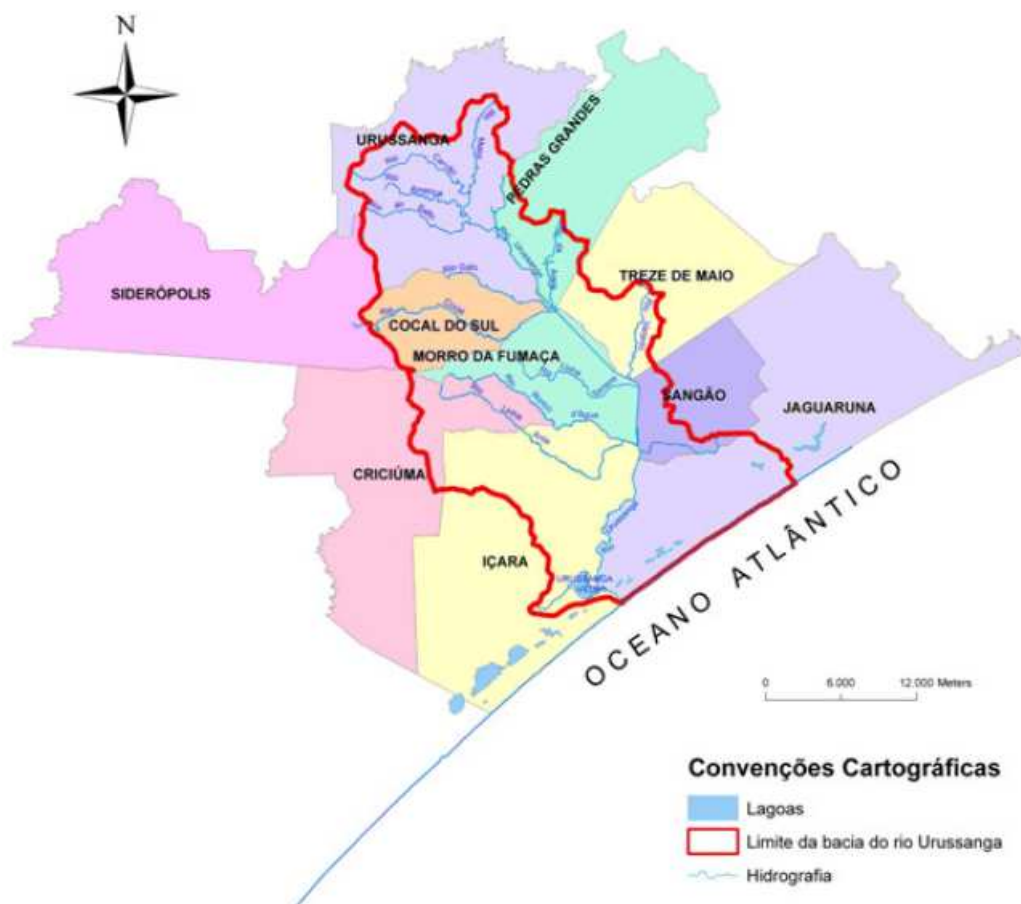 N
URUSSANGA
PEDRAS GRANDES
TREZE DE MAIO
SIDERÓPOLIS
COCAL DO SUL
MORRO DA FUMAÇA
SANGÃO
JAGUARUNA
CRICIÚMA
IÇARA
URUSSANGA
OCEANO ATLÂNTICO
0 6.000 12.000 Meters
Convenções Cartográficas
Lagoas
Limite da bacia do rio Urussanga
Hidrografia